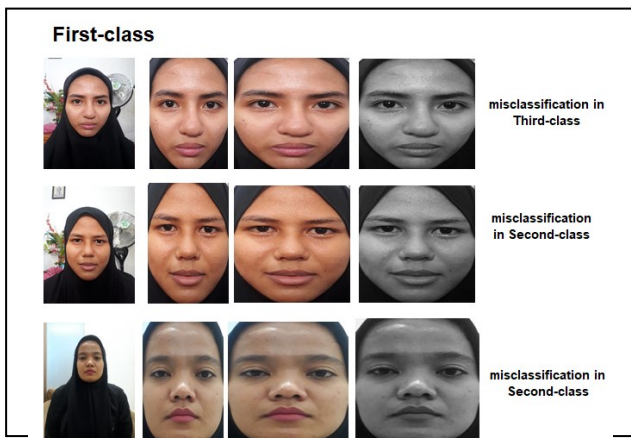 First-class
misclassification in
Third-class
misclassification
in Second-class
misclassification in
Second-class